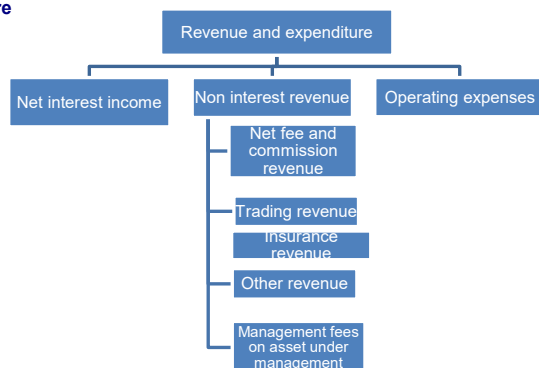 re
Revenue and expenditure
Net interest income
Non interest revenue
Operating expenses
Net fee and
commission
revenue
Trading revenue
Insurance
revenue
Other revenue
Management fees
on asset under
management